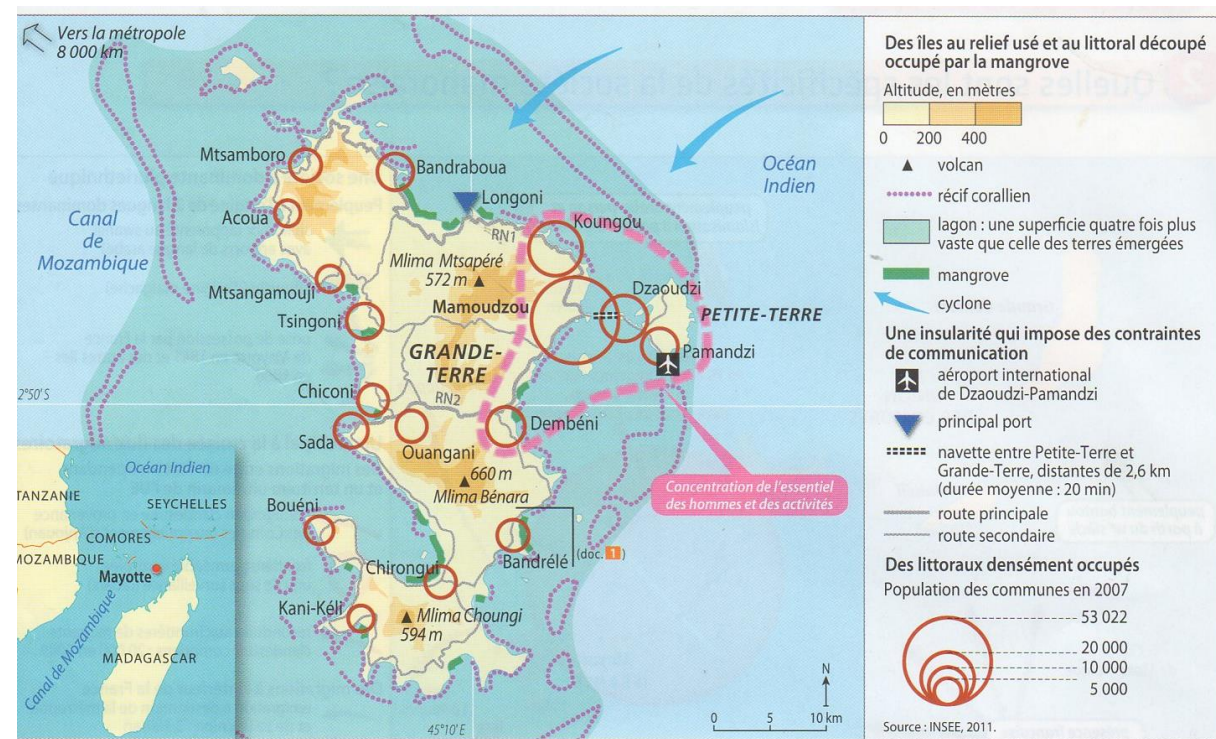 Vers la métropole
8 000 km
Mtsamboro
Bandraboua
Longoni
Océan
Indien
Canal
de
Mozambique
Acoua
RN1
Koungou
Mlima Mtsapéré
572 m
Dzaoudzi
Mtsangamouji
Mamoudzou
PETITE-TERRE
Tsingoni
Pamandzi
GRANDE-
TERRE
2°50' S
Chiconi
RN2
Dembéni
Sada
Ouangani
660 m
Mlima Bénara
Concentration de l'essentiel
des hommes et des activités
Bouéni
Chirongui
Bandrélé
(doc. 1)
Kani-Kéli
Mlima Choungi
594 m
N
0 5 10 km
45°10' E
Océan Indien
TANZANIE
SEYCHELLES
COMORES
MOZAMBIQUE
Mayotte
Canal de Mozambique
MADAGASCAR
Des îles au relief usé et au littoral découpé
occupé par la mangrove
Altitude, en mètres
0 200 400
volcan
récif corallien
lagon : une superficie quatre fois plus
vaste que celle des terres émergées
mangrove
cyclone
Une insularité qui impose des contraintes
de communication
aéroport international
de Dzaoudzi-Pamandzi
principal port
navette entre Petite-Terre et
Grande-Terre, distantes de 2,6 km
(durée moyenne : 20 min)
route principale
route secondaire
Des littoraux densément occupés
Population des communes en 2007
53 022
20 000
10 000
5 000
Source : INSEE, 2011.